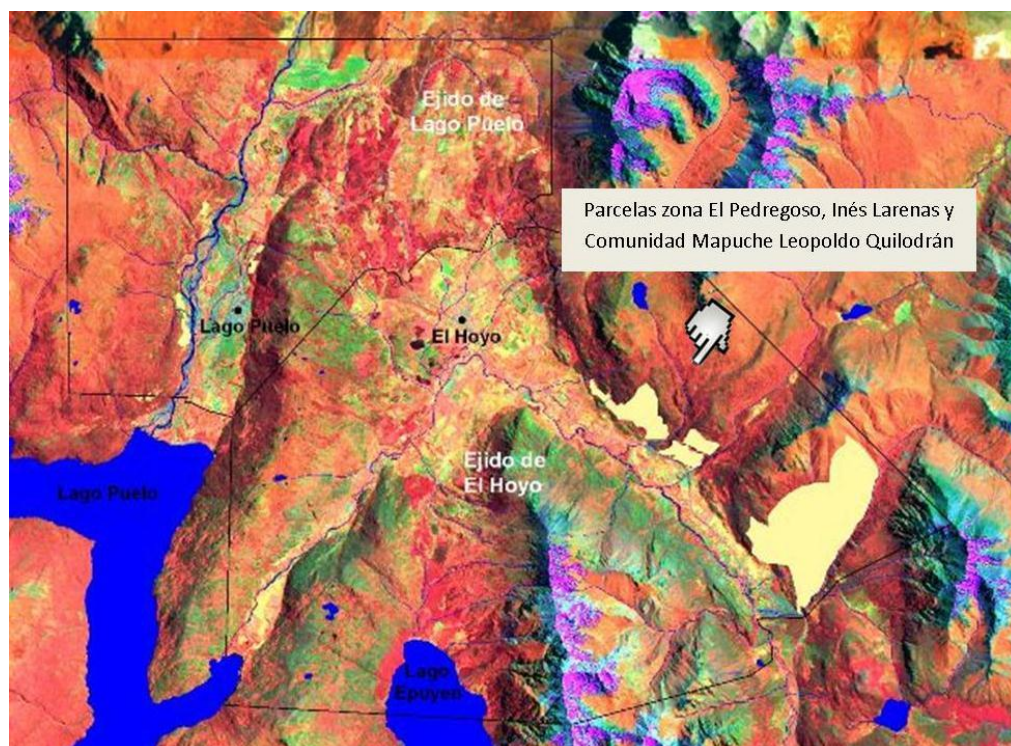 Ejido de
Lago Puelo
Parcelas zona El Pedregoso, Inés Larenas y
Comunidad Mapuche Leopoldo Quilodrán
Lago Puelo
El Hoyo
Ejido de
El Hoyo
Lago Puelo
Lago
Epuyen